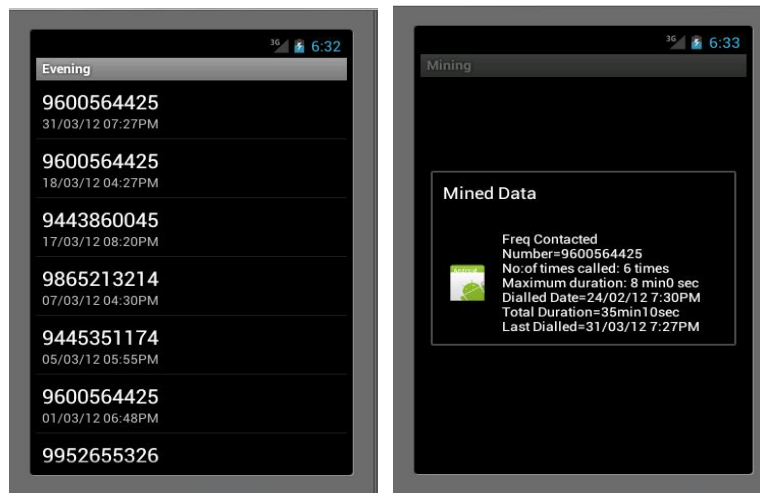 3G 6:32
Evening
9600564425
31/03/12 07:27PM
9600564425
18/03/12 04:27PM
9443860045
17/03/12 08:20PM
9865213214
07/03/12 04:30PM
9445351174
05/03/12 05:55PM
9600564425
01/03/12 06:48PM
9952655326
3G 6:33
Mining
Mined Data
Android
Freq Contacted
Number=9600564425
No:of times called: 6 times
Maximum duration: 8 min0 sec
Dialled Date=24/02/12 7:30PM
Total Duration=35min10sec
Last Dialled=31/03/12 7:27PM